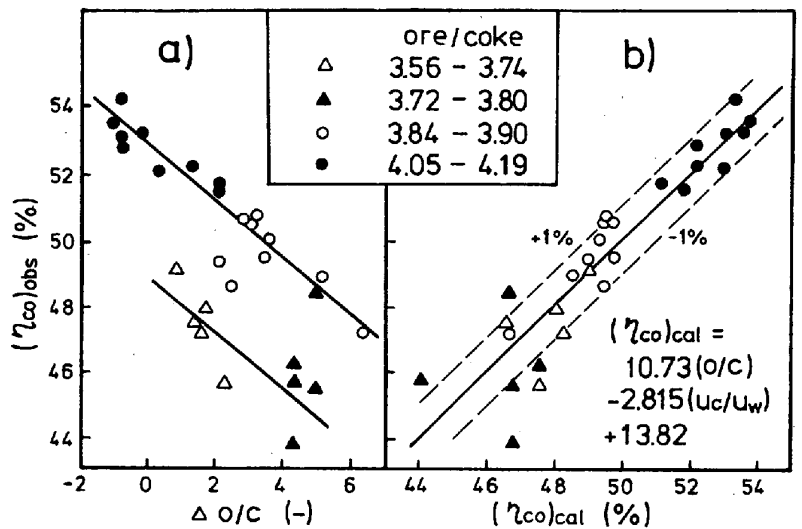 a)
ore/coke
△ 3.56 - 3.74
▲ 3.72 - 3.80
○ 3.84 - 3.90
● 4.05 - 4.19
b)
(ηco)obs (%)
54
52
50
48
46
44
-2 0 2 4 6
△ O/C (-)
+1%
-1%
(ηco)cal =
10.73(O/C)
-2.815(uc/uw)
+13.82
44 46 48 50 52 54
(ηco)cal (%)